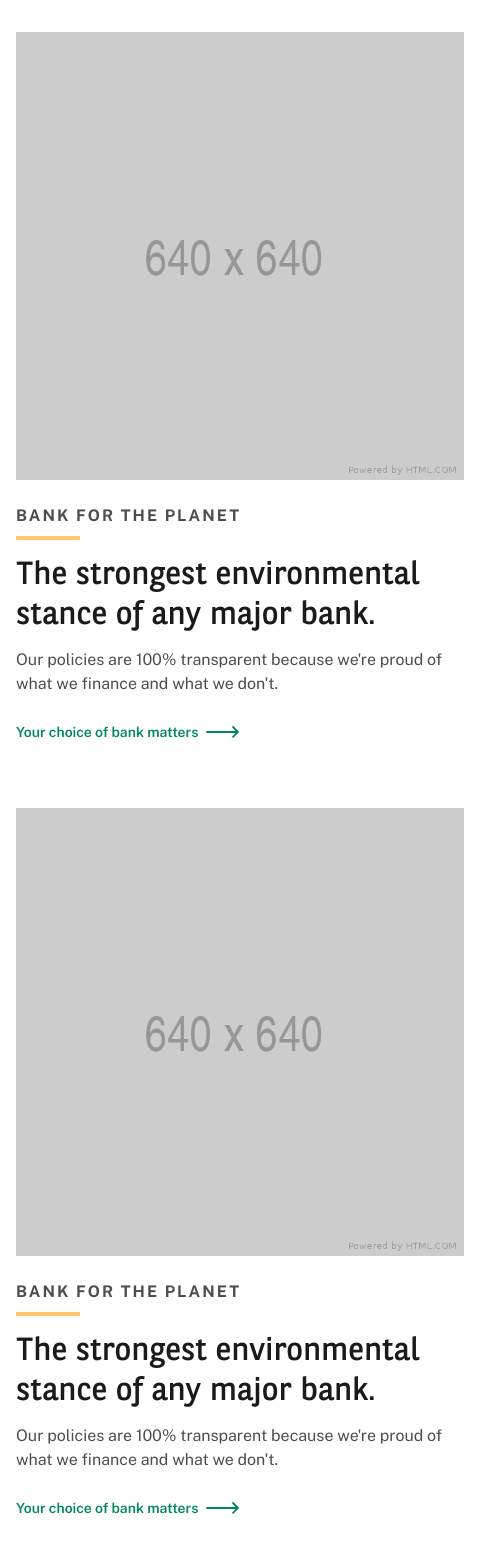 640 x 640
Powered by HTML.COM
BANK FOR THE PLANET
The strongest environmental
stance of any major bank.
Our policies are 100% transparent because we're proud of
what we finance and what we don't.
Your choice of bank matters
640 x 640
Powered by HTML.COM
BANK FOR THE PLANET
The strongest environmental
stance of any major bank.
Our policies are 100% transparent because we're proud of
what we finance and what we don't.
Your choice of bank matters